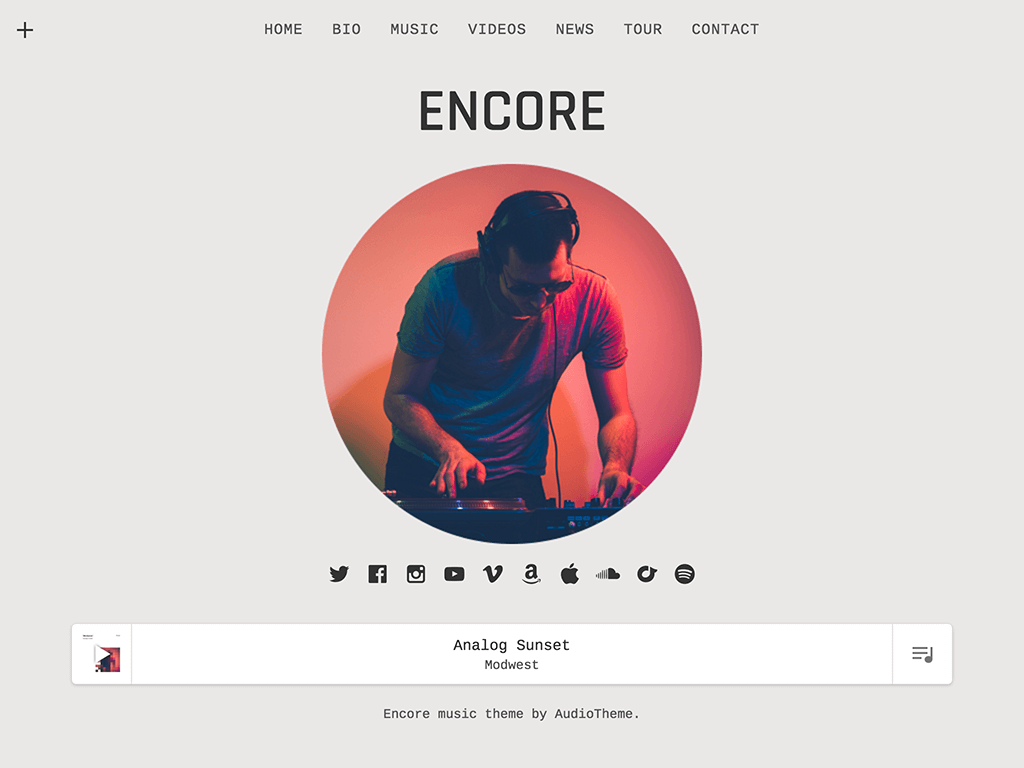 HOME BIO MUSIC VIDEOS NEWS TOUR CONTACT
ENCORE
Analog Sunset
Modwest
Encore music theme by AudioTheme.